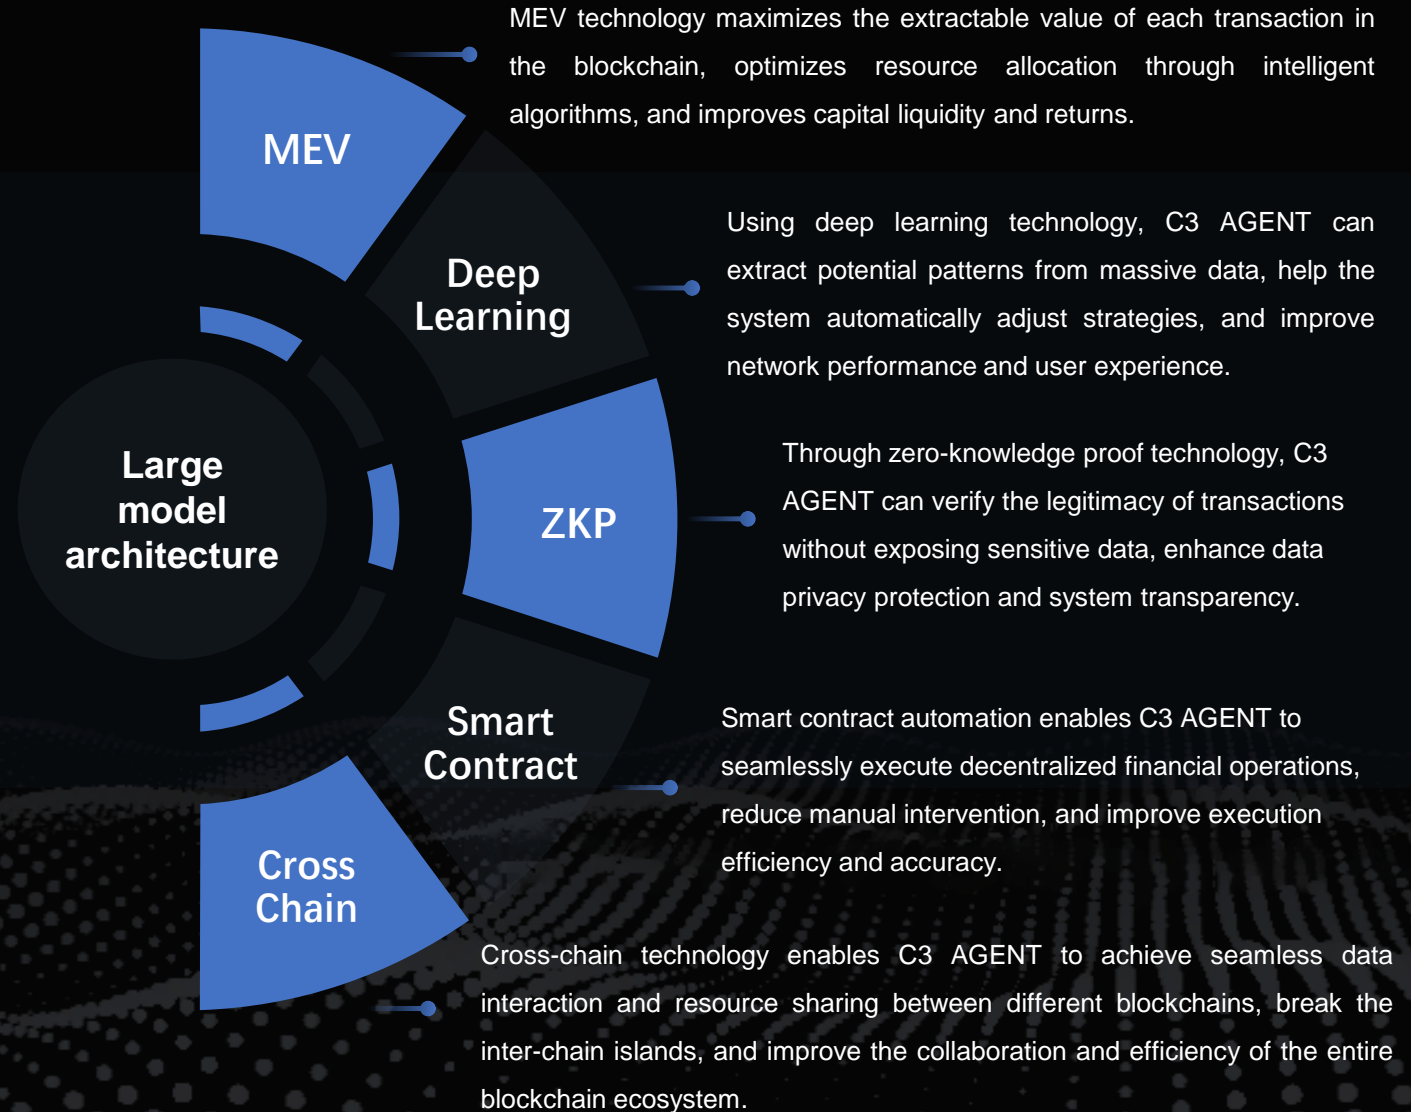 MEV technology maximizes the extractable value of each transaction in
the blockchain, optimizes resource allocation through intelligent
algorithms, and improves capital liquidity and returns.
MEV
Using deep learning technology, C3 AGENT can
extract potential patterns from massive data, help the
system automatically adjust strategies, and improve
network performance and user experience.
Deep
Learning
Large
model
architecture
Through zero-knowledge proof technology, C3
AGENT can verify the legitimacy of transactions
without exposing sensitive data, enhance data
privacy protection and system transparency.
ZKP
Smart contract automation enables C3 AGENT to
seamlessly execute decentralized financial operations,
reduce manual intervention, and improve execution
efficiency and accuracy.
Smart
Contract
Cross
Chain
Cross-chain technology enables C3 AGENT to achieve seamless data
interaction and resource sharing between different blockchains, break the
inter-chain islands, and improve the collaboration and efficiency of the entire
blockchain ecosystem.